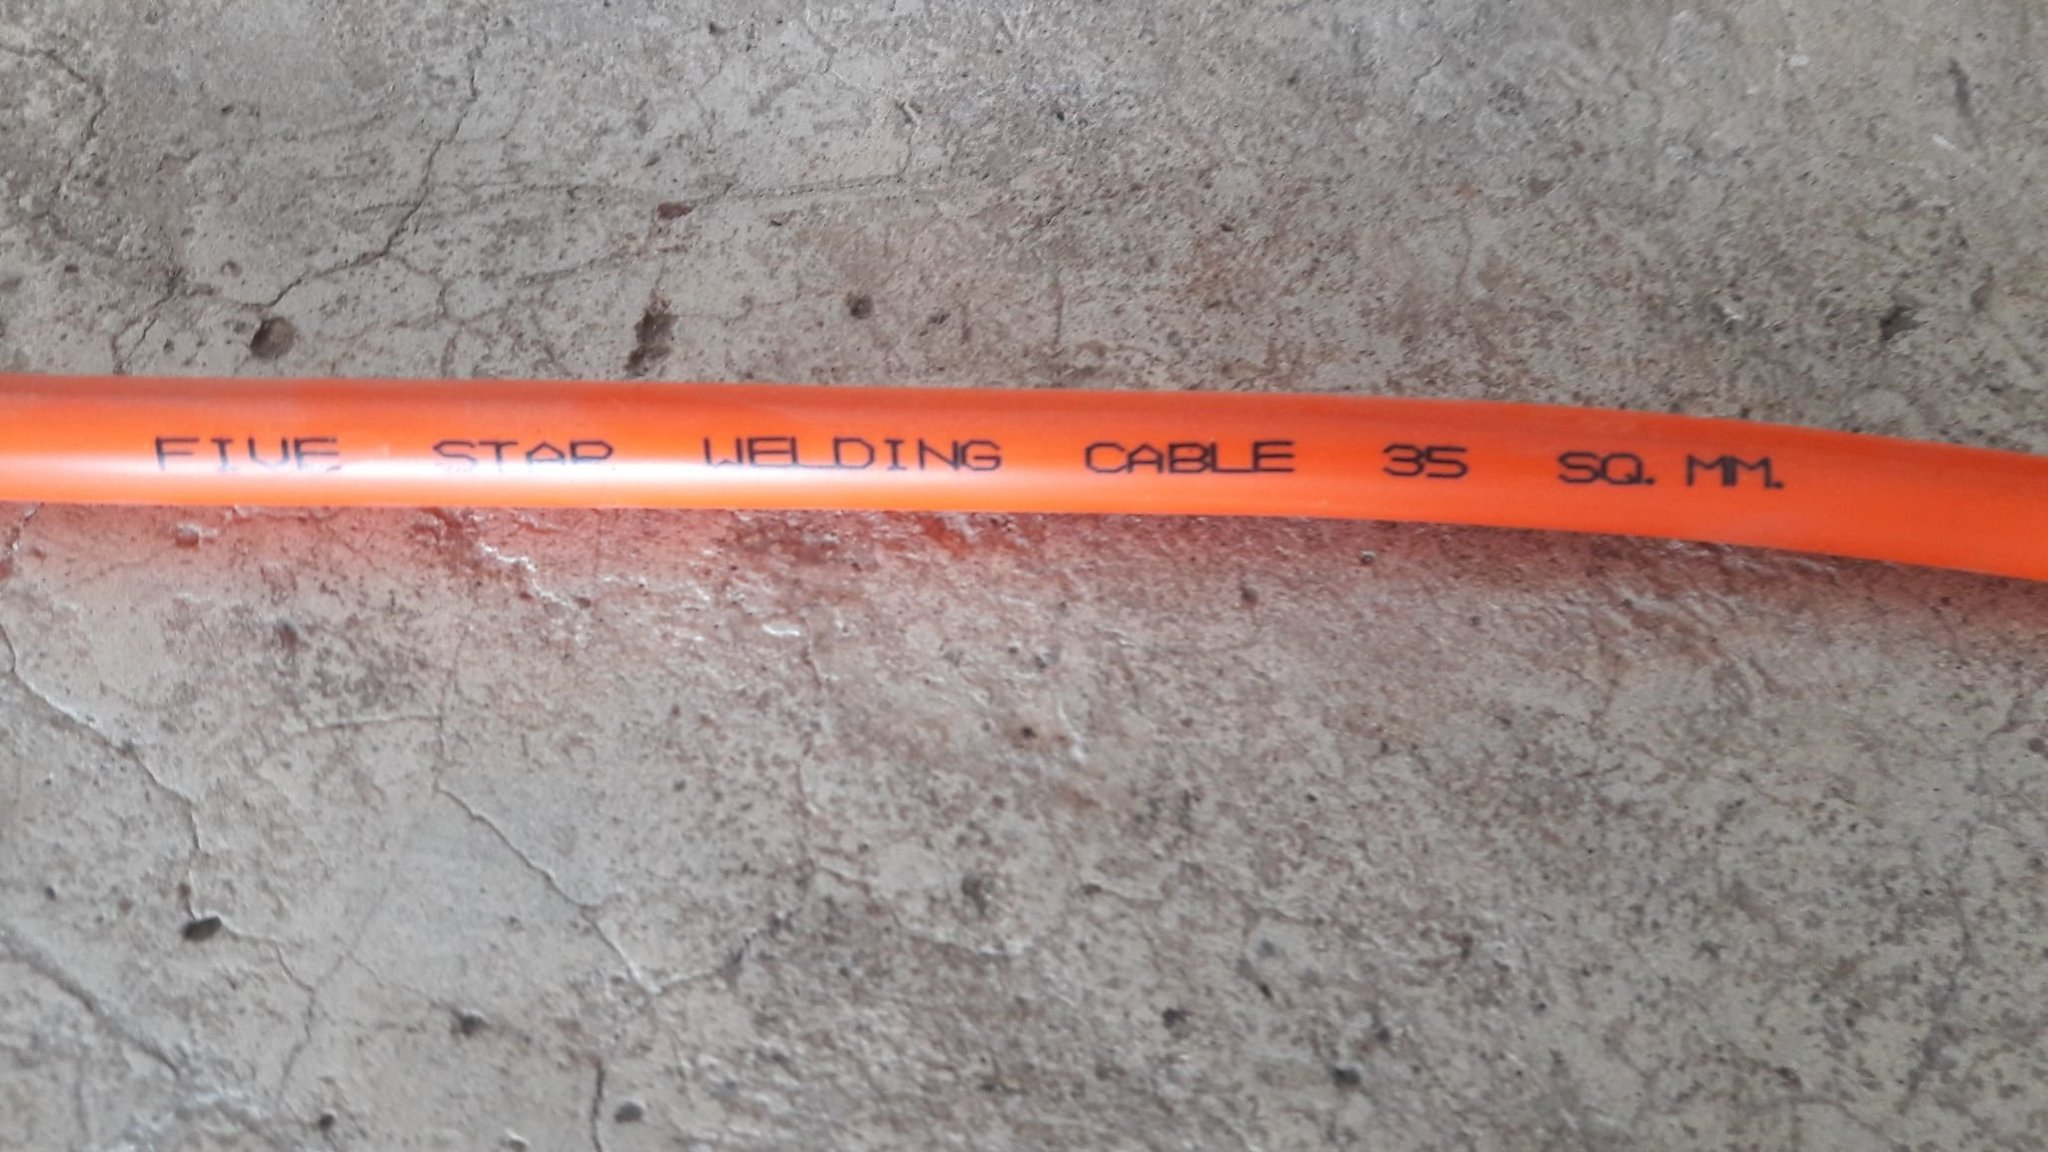 FIVE STAR WELDING CABLE 35 SQ. MM.